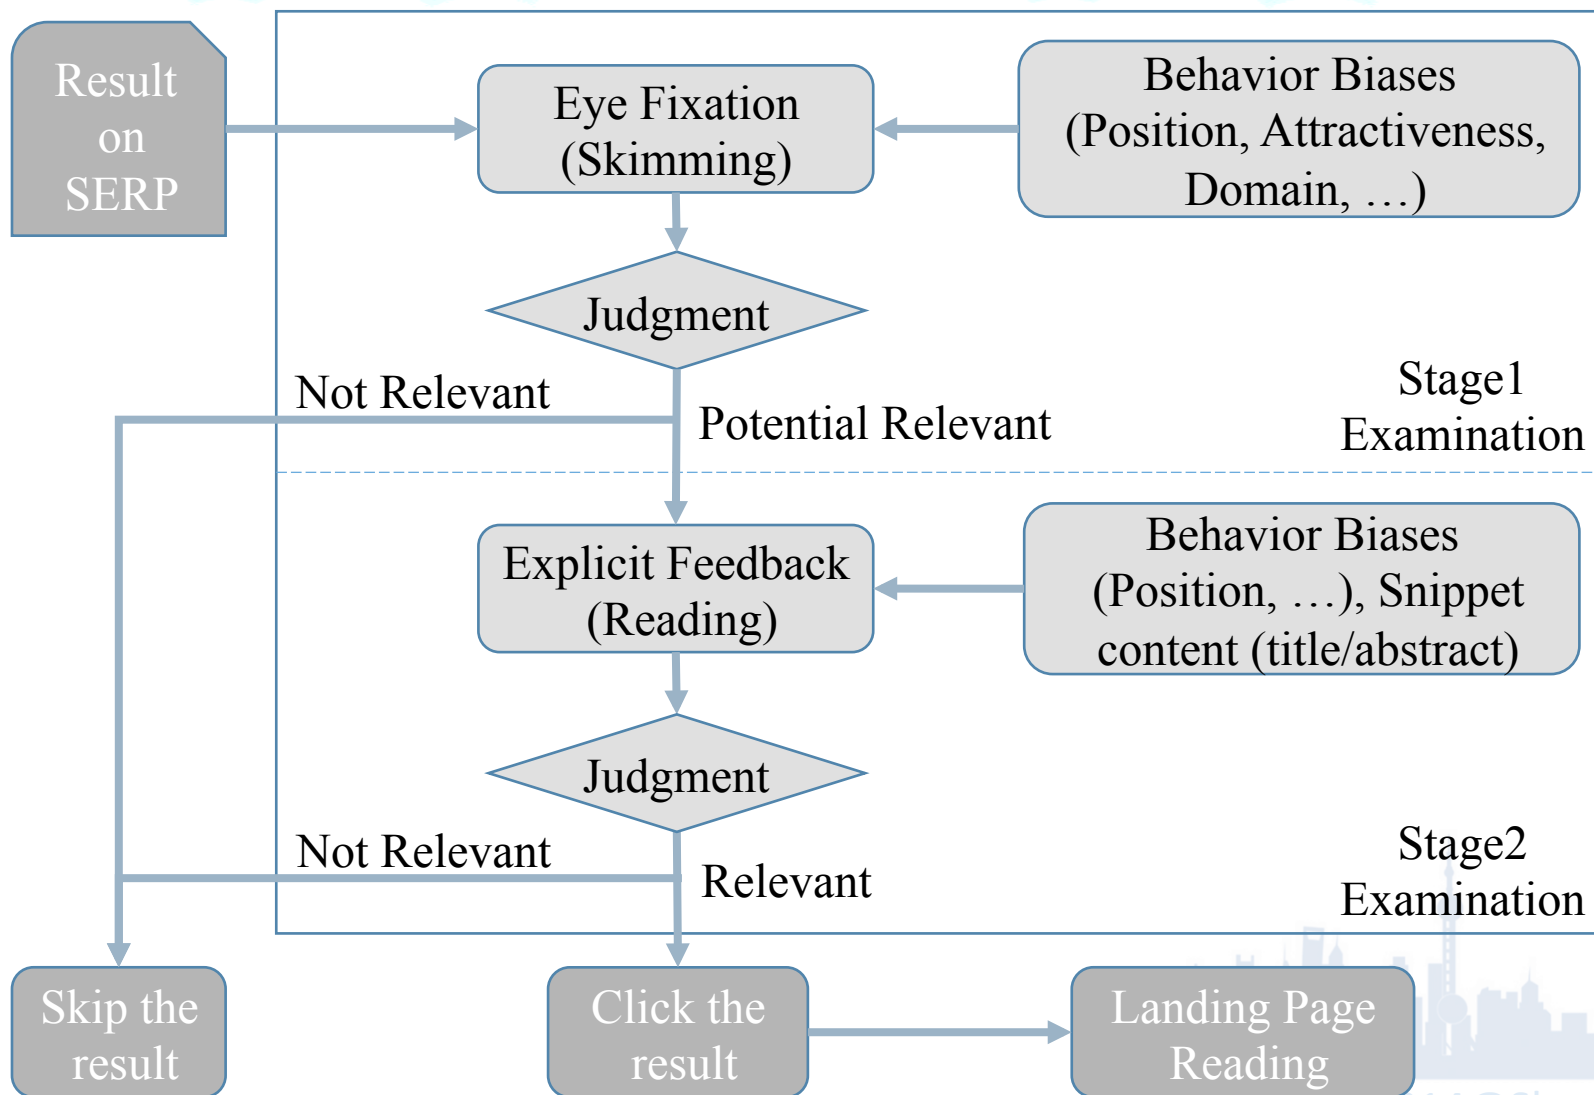 Result
on
SERP
Eye Fixation
(Skimming)
Behavior Biases
(Position, Attractiveness,
Domain, …)
Judgment
Not Relevant
Potential Relevant
Stage1
Examination
Explicit Feedback
(Reading)
Behavior Biases
(Position, …), Snippet
content (title/abstract)
Judgment
Not Relevant
Relevant
Stage2
Examination
Skip the
result
Click the
result
Landing Page
Reading